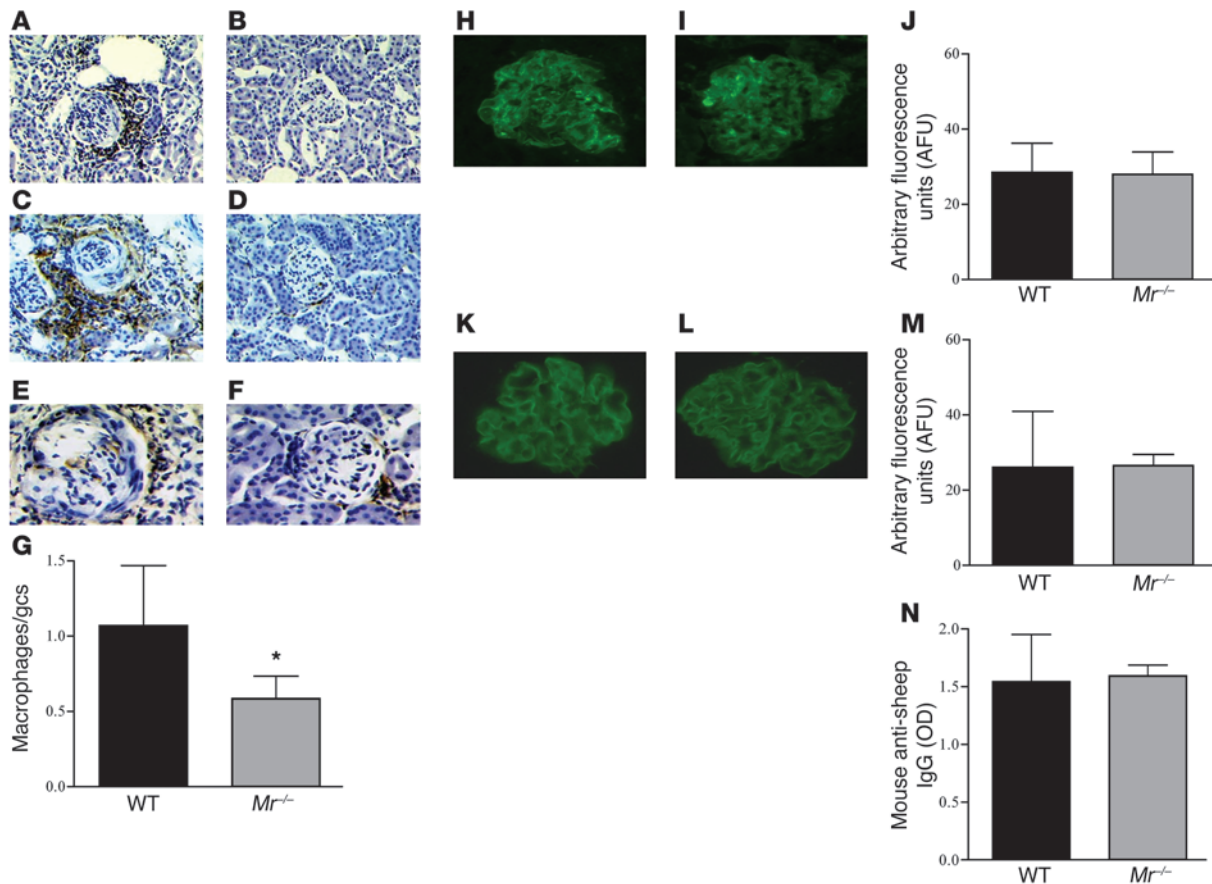 A
B
C
D
E
F
G
Macrophages/gcs
1.5
1.0
0.5
0.0
*
WT
Mr–/–
H
I
K
L
J
Arbitrary fluorescence
units (AFU)
60
40
20
0
WT
Mr–/–
M
Arbitrary fluorescence
units (AFU)
60
40
20
0
WT
Mr–/–
N
Mouse anti-sheep
IgG (OD)
2.0
1.5
1.0
0.5
0.0
WT
Mr–/–